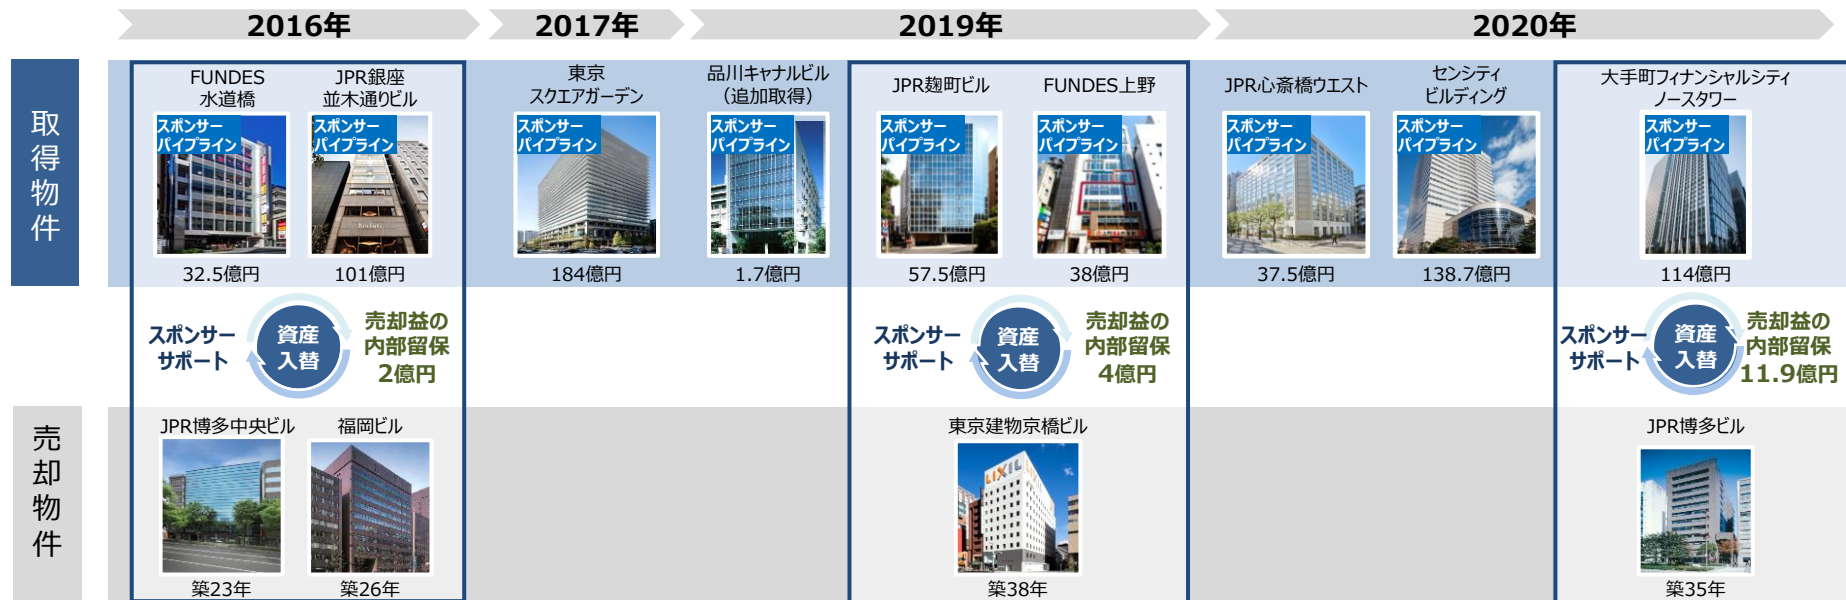 2016年
2017年
2019年
2020年
取得物件
FUNDES
水道橋
スポンサー
パイプライン
32.5億円
JPR銀座
並木通りビル
スポンサー
パイプライン
Berluti
101億円
東京
スクエアガーデン
スポンサー
パイプライン
184億円
品川キャナルビル
（追加取得）
スポンサー
パイプライン
1.7億円
JPR麹町ビル
スポンサー
パイプライン
57.5億円
FUNDES上野
スポンサー
パイプライン
38億円
JPR心斎橋ウエスト
スポンサー
パイプライン
37.5億円
センシティ
ビルディング
スポンサー
パイプライン
138.7億円
大手町フィナンシャルシティ
ノースタワー
スポンサー
パイプライン
114億円
スポンサー
サポート
資産
入替
売却益の
内部留保
2億円
スポンサー
サポート
資産
入替
売却益の
内部留保
4億円
スポンサー
サポート
資産
入替
売却益の
内部留保
11.9億円
売却物件
JPR博多中央ビル
築23年
福岡ビル
築26年
東京建物京橋ビル
LIXIL
築38年
JPR博多ビル
築35年